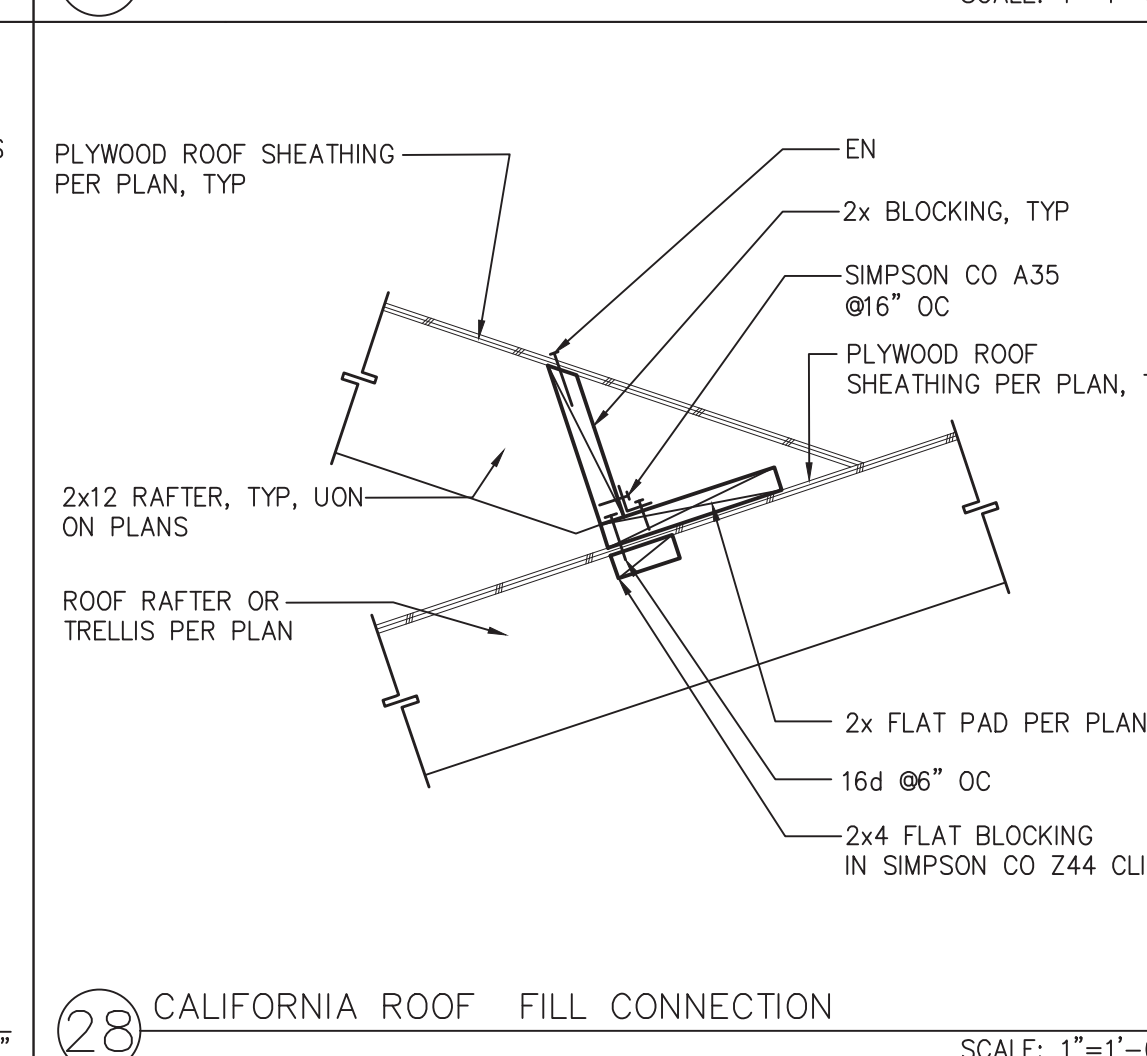 PLYWOOD ROOF SHEATHING
PER PLAN, TYP
EN
2x BLOCKING, TYP
SIMPSON CO A35
@16" OC
PLYWOOD ROOF
SHEATHING PER PLAN,
2x12 RAFTER, TYP, UON
ON PLANS
ROOF RAFTER OR
TRELLIS PER PLAN
2x FLAT PAD PER PLAN
16d @6" OC
2x4 FLAT BLOCKING
IN SIMPSON CO Z44
28
CALIFORNIA ROOF FILL CONNECTION
SCALE: 1"=1'-